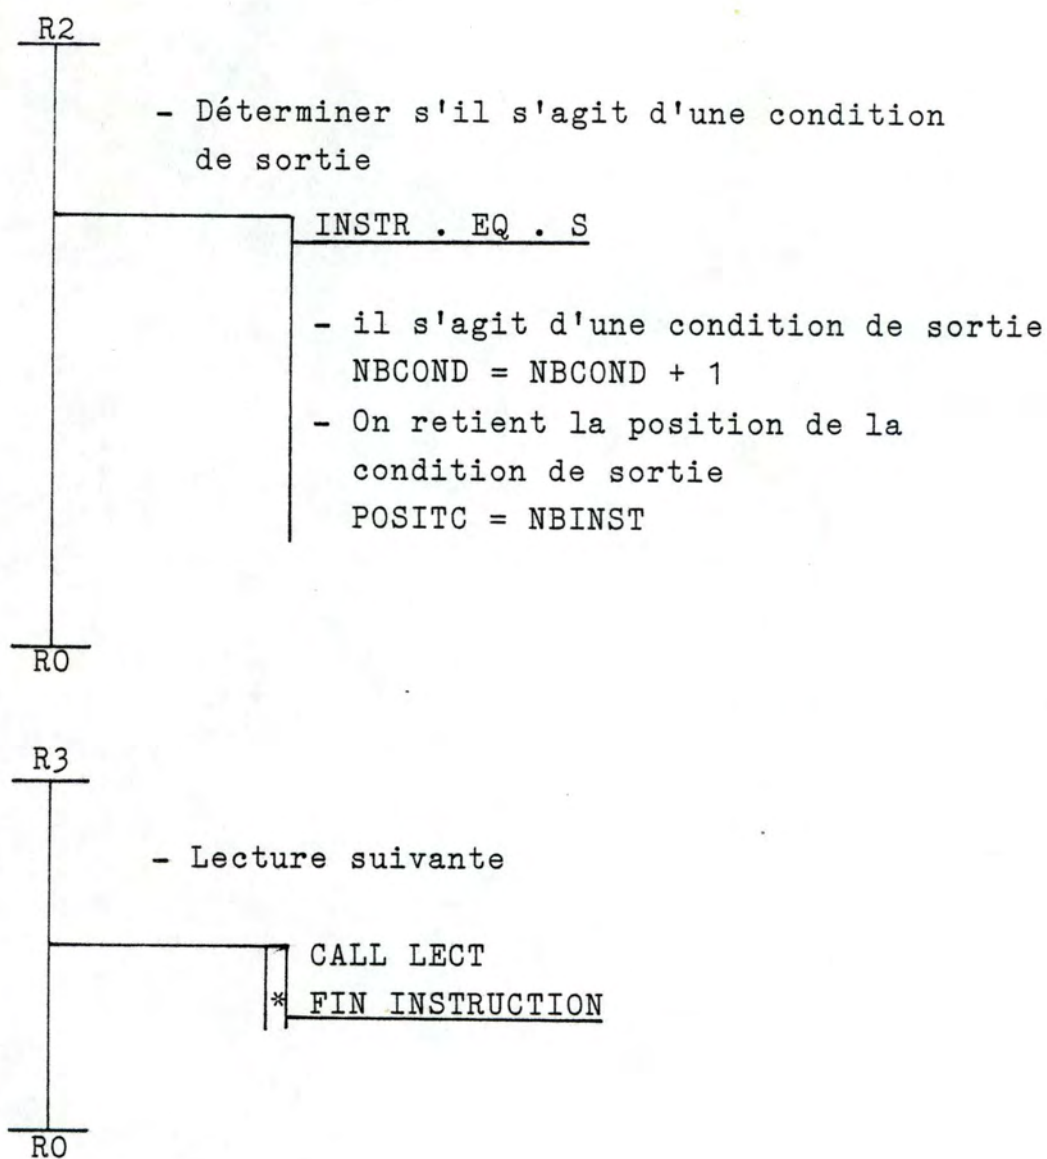 R2
- Déterminer s'il s'agit d'une condition
de sortie
INSTR . EQ . S
- il s'agit d'une condition de sortie
NBCOND = NBCOND + 1
- On retient la position de la
condition de sortie
POSITC = NBINST
RO
R3
- Lecture suivante
CALL LECT
* FIN INSTRUCTION
RO